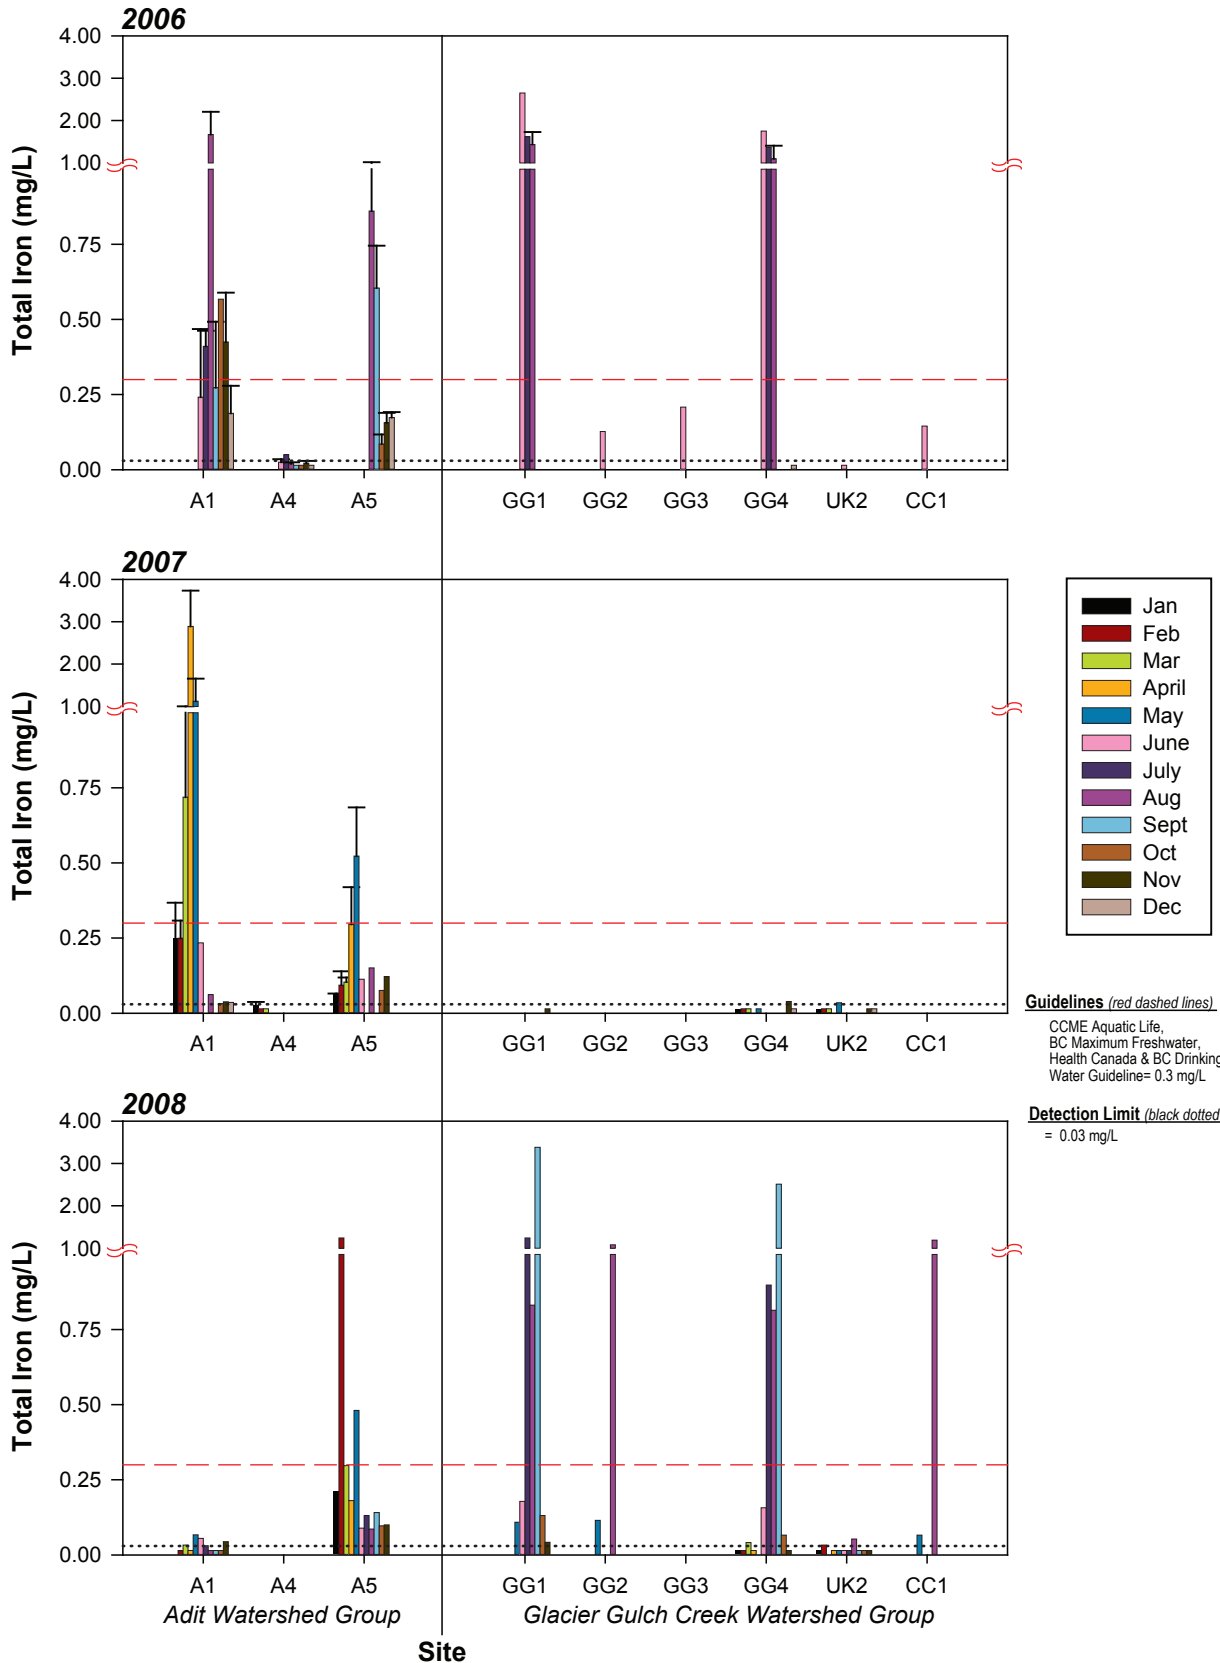 2006
4.00
3.00
2.00
1.00
0.75
0.50
0.25
0.00
Total Iron (mg/L)
A1 A4 A5 GG1 GG2 GG3 GG4 UK2 CC1
2007
4.00
3.00
2.00
1.00
0.75
0.50
0.25
0.00
Total Iron (mg/L)
A1 A4 A5 GG1 GG2 GG3 GG4 UK2 CC1
Jan
Feb
Mar
April
May
June
July
Aug
Sept
Oct
Nov
Dec
Guidelines (red dashed lines)
CCME Aquatic Life,
BC Maximum Freshwater,
Health Canada & BC Drinking
Water Guideline= 0.3 mg/L
Detection Limit (black dotted
= 0.03 mg/L
2008
4.00
3.00
2.00
1.00
0.75
0.50
0.25
0.00
Total Iron (mg/L)
A1 A4 A5 GG1 GG2 GG3 GG4 UK2 CC1
Adit Watershed Group Glacier Gulch Creek Watershed Group
Site